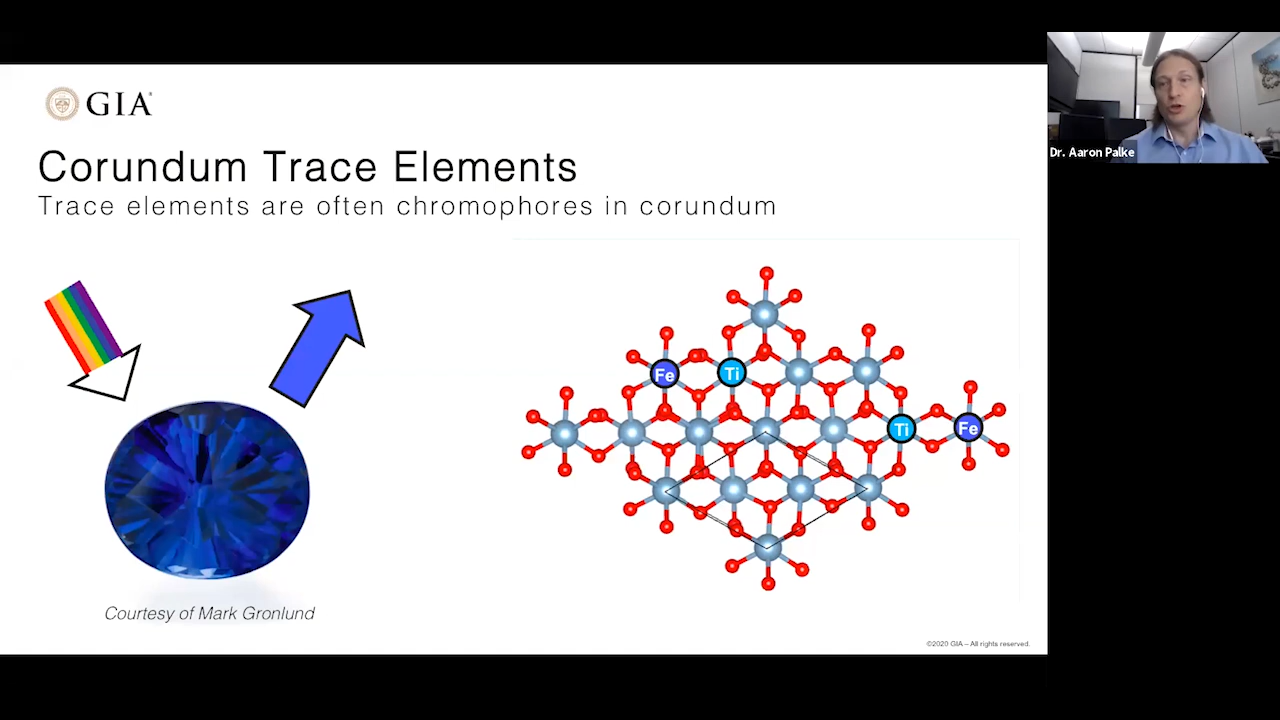 GIA®
Corundum Trace Elements
Trace elements are often chromophores in corundum
Dr. Aaron Palke
Fe
Ti
Ti
Fe
Courtesy of Mark Gronlund
©2020 GIA – All rights reserved.